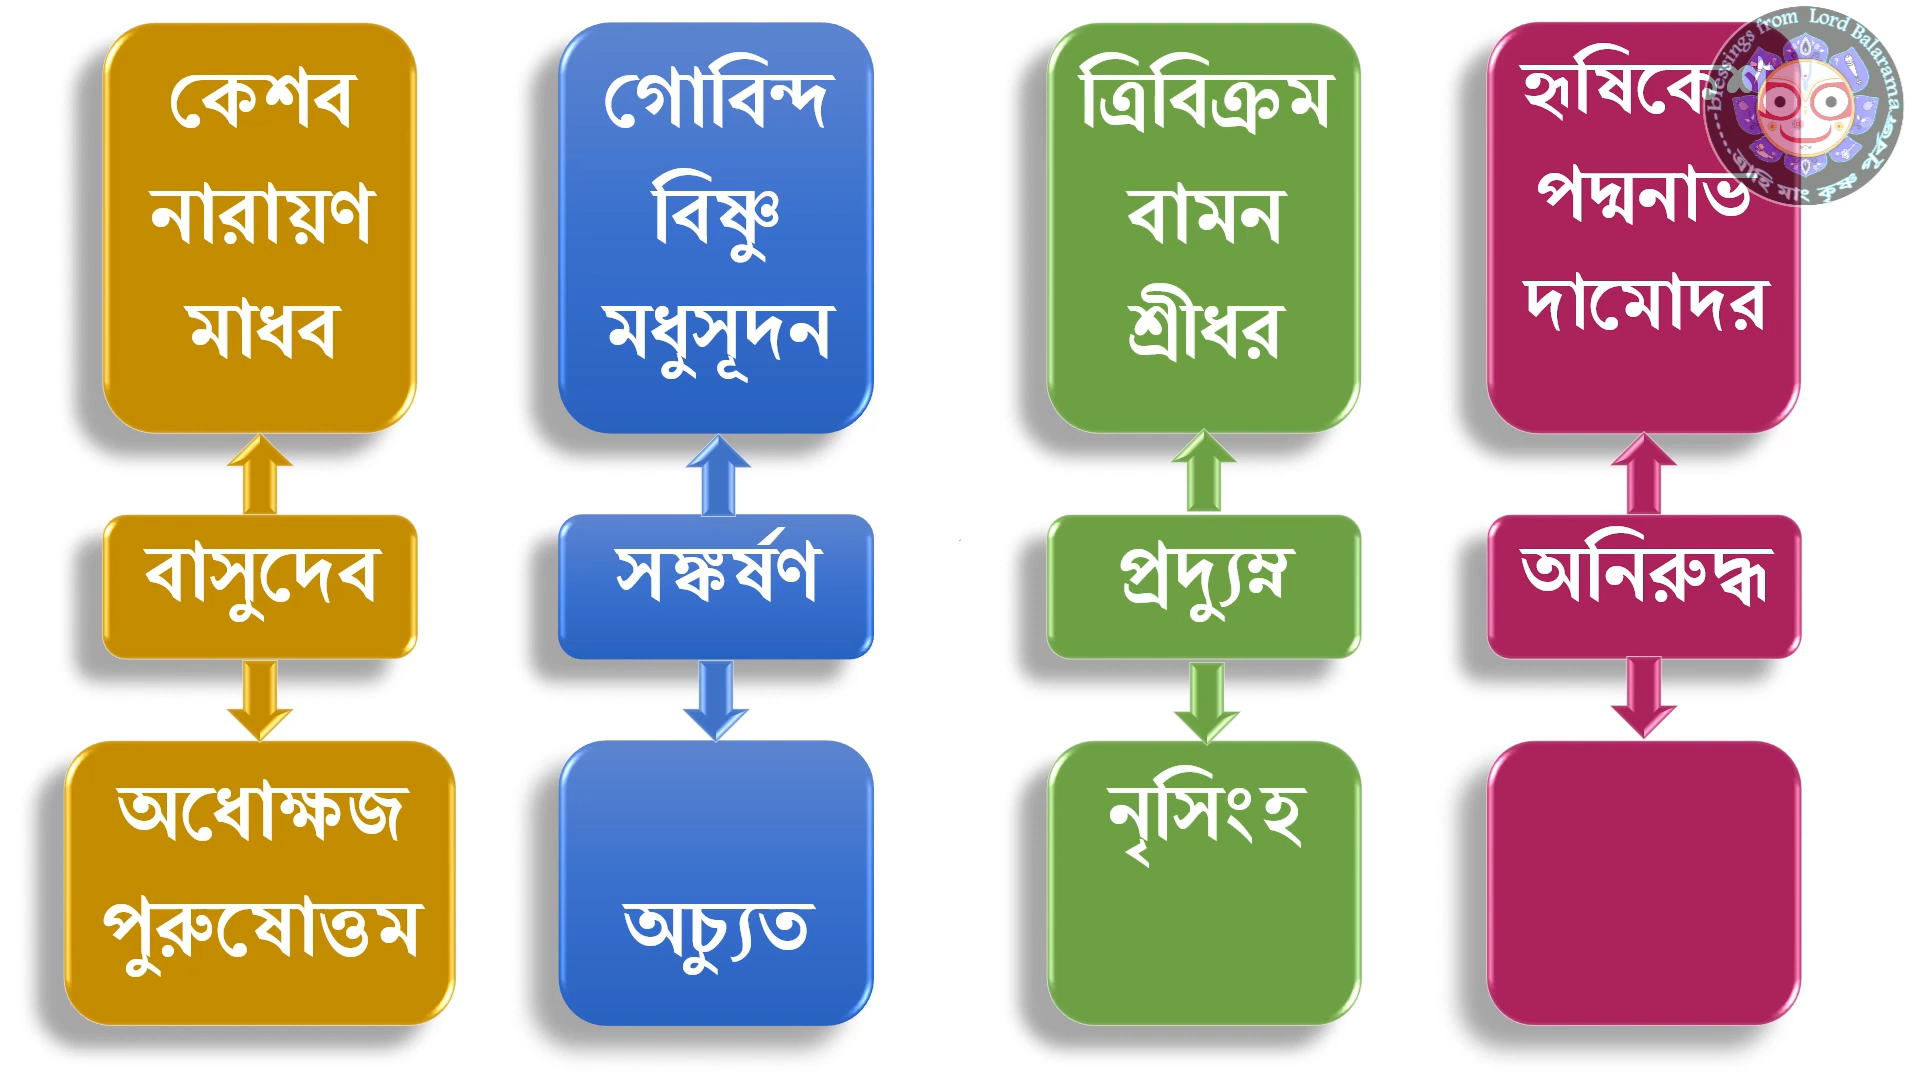 কেশব
নারায়ণ
মাধব
গোবিন্দ
বিষ্ণু
মধুসূদন
ত্রিবিক্রম
বামন
শ্রীধর
পদ্মনাভ
দামোদর
বাসুদেব
সঙ্কর্ষণ
প্রদ্যুম্ন
অনিরুদ্ধ
অধোক্ষজ
পুরুষোত্তম
অচ্যুত
নৃসিংহ
Blessings from Lord Balarama
ত্রাহি মাং কৃষ্ণ